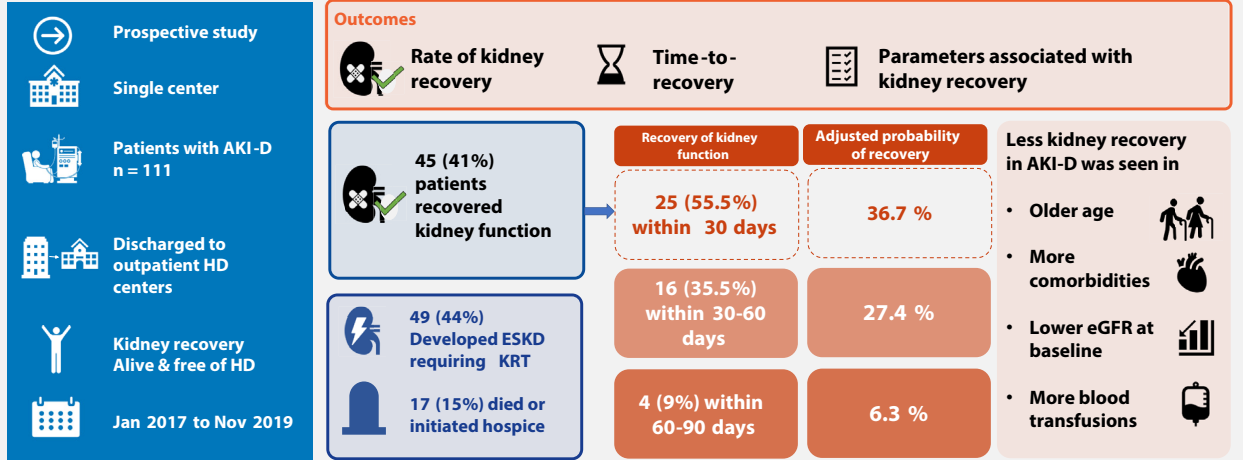 Prospective study
Single center
Patients with AKI-D
n = 111
Discharged to
outpatient HD
centers
Kidney recovery
Alive & free of HD
Jan 2017 to Nov 2019
Outcomes
Rate of kidney
recovery
Time-to-
recovery
Parameters associated with
kidney recovery
45 (41%)
patients
recovered
kidney function
49 (44%)
Developed ESKD
requiring KRT
17 (15%) died or
initiated hospice
Recovery of kidney
function
Adjusted probability
of recovery
25 (55.5%)
within 30 days
36.7 %
16 (35.5%)
within 30-60
days
27.4 %
4 (9%) within
60-90 days
6.3 %
Less kidney recovery
in AKI-D was seen in
• Older age
• More
comorbidities
• Lower eGFR at
baseline
• More blood
transfusions